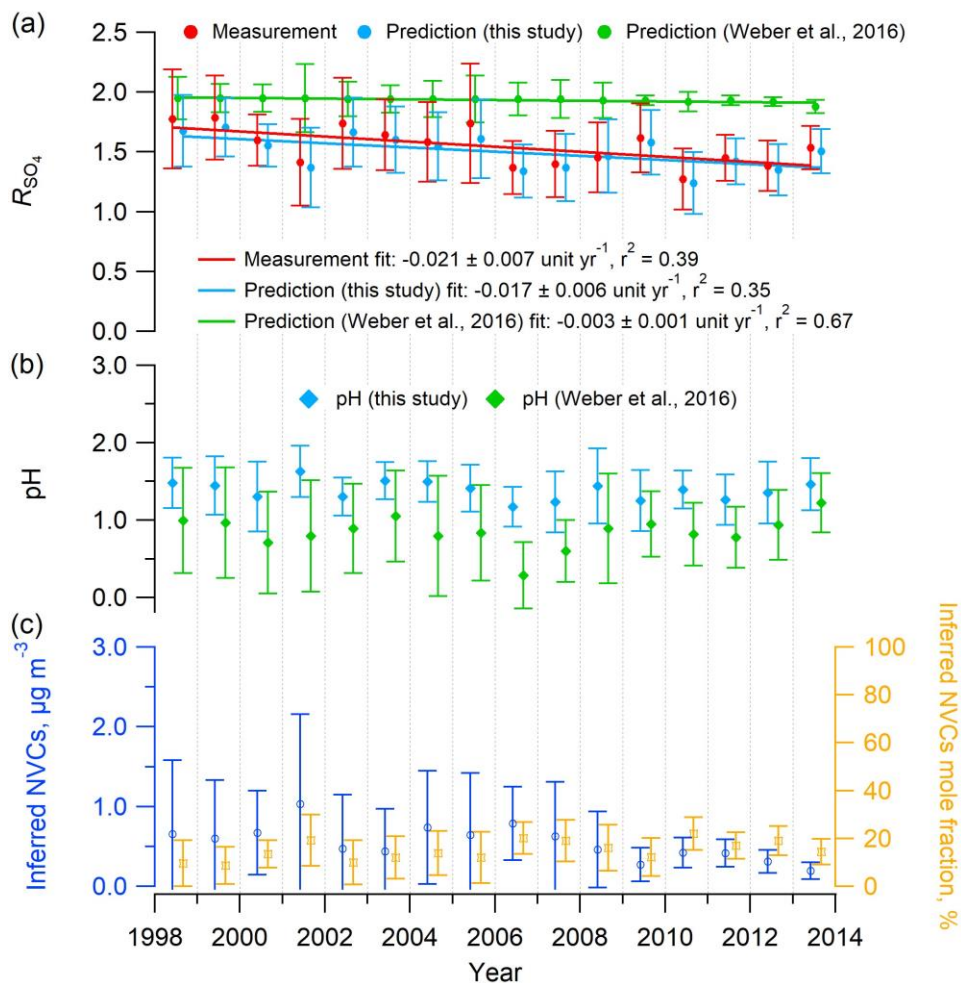 (a)
Measurement Prediction (this study) Prediction (Weber et al., 2016)
2.5
2.0
1.5
1.0
0.5
0.0
RSO4
Measurement fit: -0.021 ± 0.007 unit yr⁻¹, r² = 0.39
Prediction (this study) fit: -0.017 ± 0.006 unit yr⁻¹, r² = 0.35
Prediction (Weber et al., 2016) fit: -0.003 ± 0.001 unit yr⁻¹, r² = 0.67
(b)
pH (this study) pH (Weber et al., 2016)
3.0
2.0
1.0
0.0
pH
(c)
3.0
2.0
1.0
0.0
Inferred NVCs, µg m⁻³
100
80
60
40
20
0
Inferred NVCs mole fraction, %
1998 2000 2002 2004 2006 2008 2010 2012 2014
Year